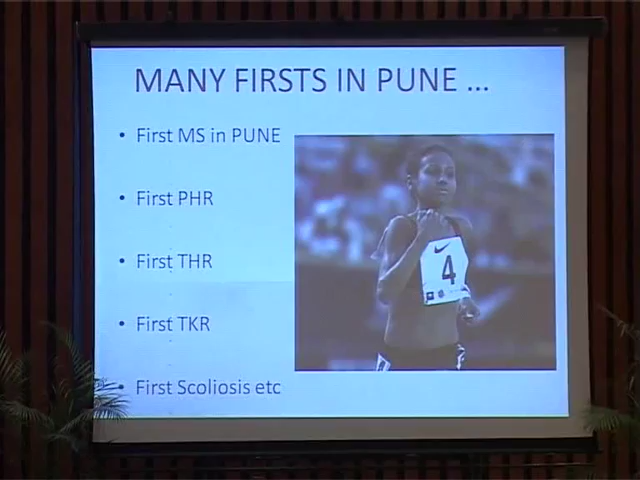 MANY FIRSTS IN PUNE ...
• First MS in PUNE
• First PHR
• First THR
• First TKR
• First Scoliosis etc
4